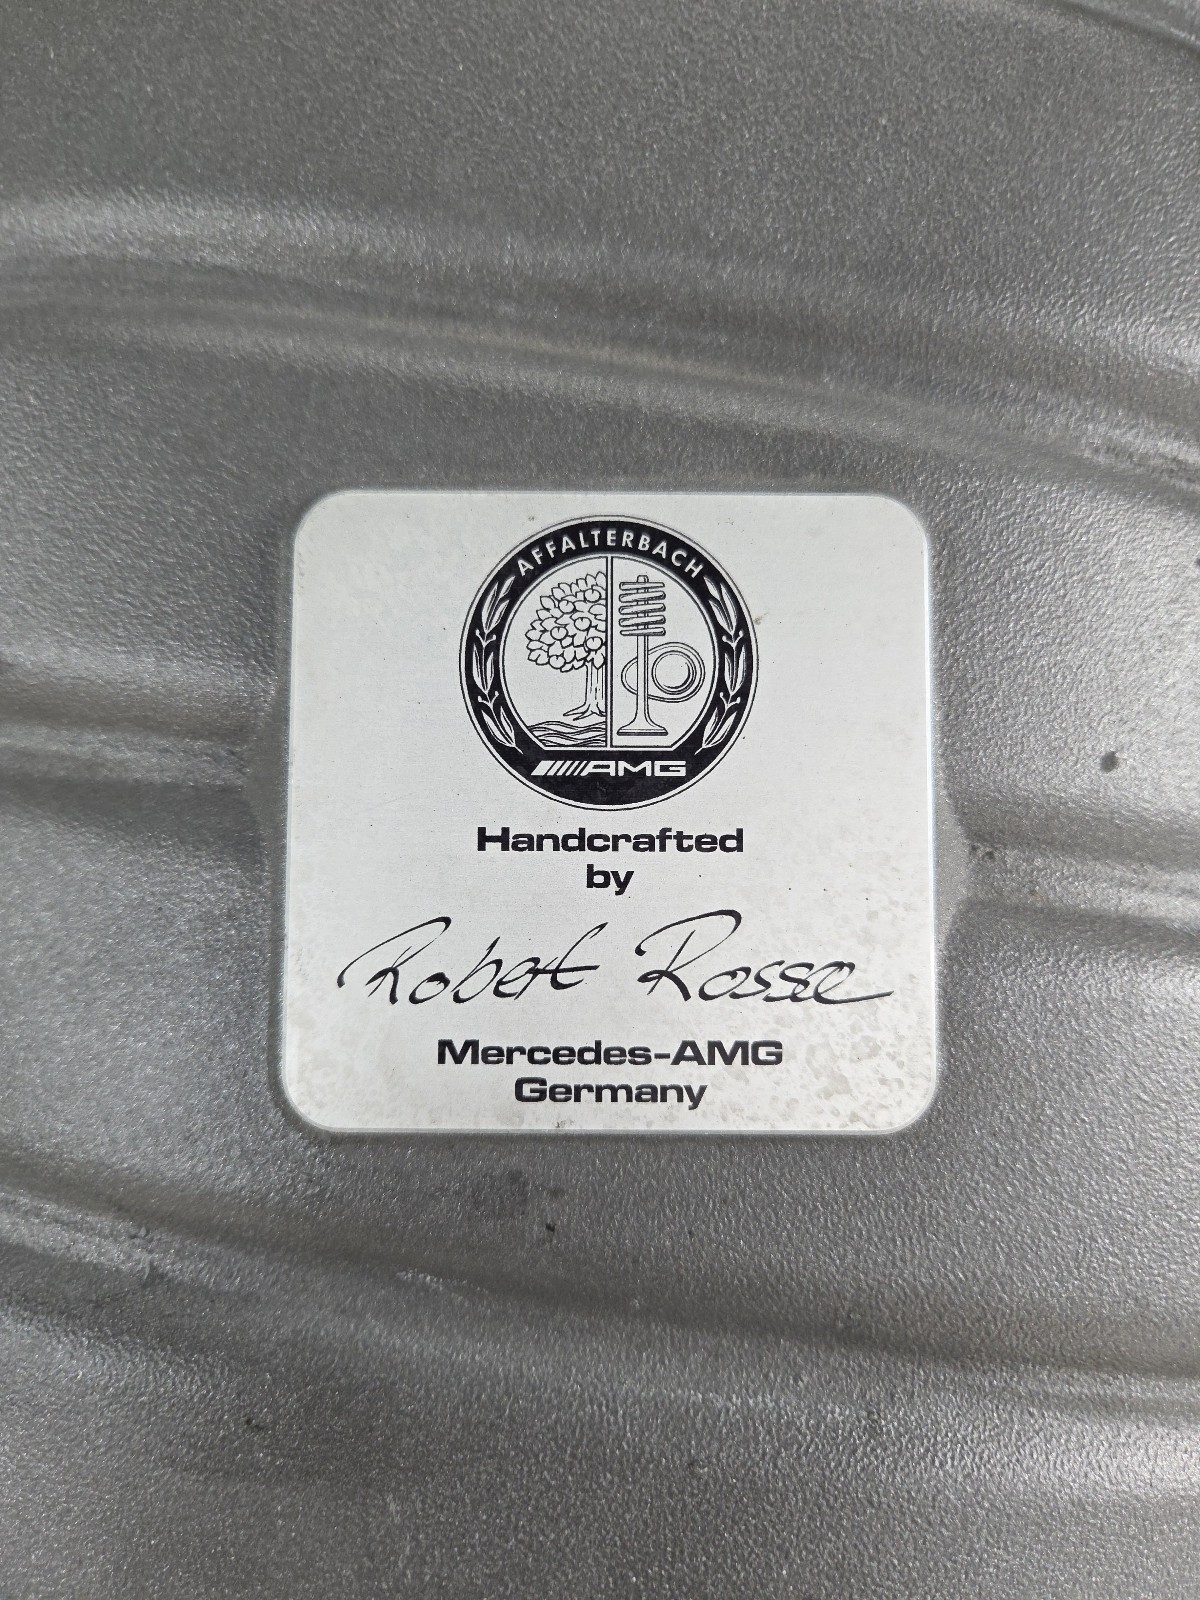 AFFALTERBACH
AMG
Handcrafted
by
Robert Rosse
Mercedes-AMG
Germany